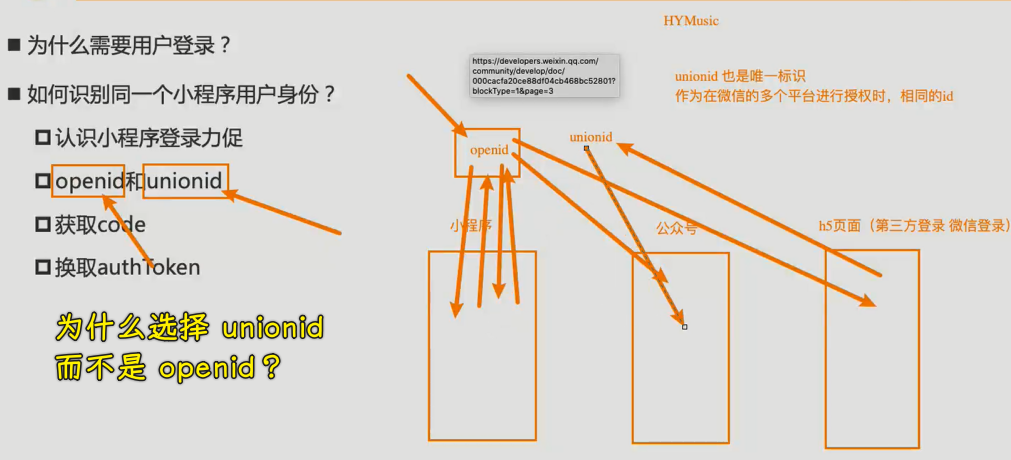 HYMusic
■ 为什么需要用户登录？
https://developers.weixin.qq.com/
community/develop/doc/
000cacfa20ce88df04cb468bc52801?
blockType=1&page=3
unionid 也是唯一标识
作为在微信的多个平台进行授权时，相同的id
■ 如何识别同一个小程序用户身份？
认识小程序登录力促
openid
unionid
openid和unionid
获取code
小程序
公众号
h5页面（第三方登录 微信登录）
换取authToken
为什么选择 unionid
而不是 openid？